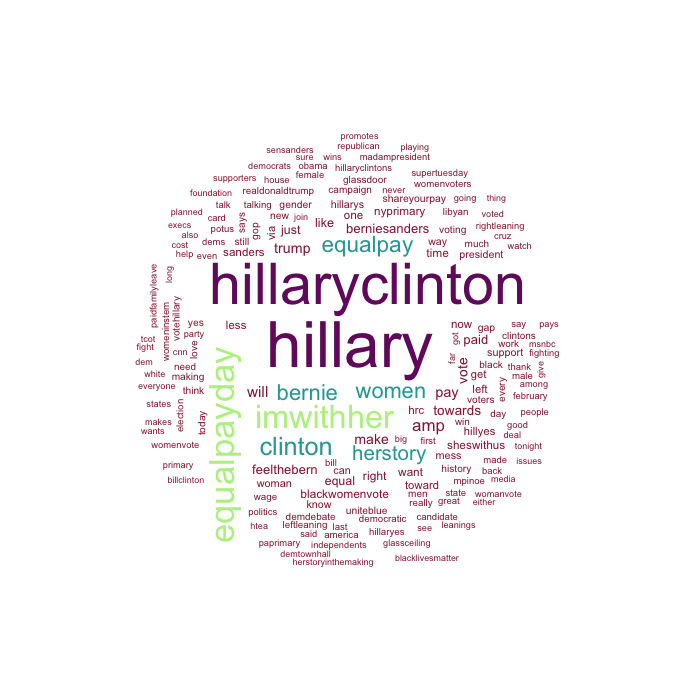 promotes
republican
playing
sensanders
sure
wins
madampresident
democrats
obama
hillaryclintons
supporters
house
female
glassdoor
supertuesday
womenvoters
foundation
realdonaldtrump
campaign
never
shareyourpay
going
thing
planned
talk
talking
gender
hillarys
card
new
join
one
nyprimary
libyan
voted
execs
potus
says
gop
via
just
like
berniesanders
voting
rightleaning
also
dems
still
cruz
cost
sanders
trump
equalpay
way
much
watch
help
even
time
president
hillaryclinton
paidfamilyleave
long
hillary
womeninstem
votehillary
yes
less
now
gap
say
pays
tcot
party
got
paid
clintons
fight
cnn
love
work
msnbc
dem
need
far
vote
support
fighting
white
making
get
black
thank
give
everyone
think
male
among
equalpayday
will
bernie
women
pay
left
every
states
election
today
imwithher
hrc
towards
voters
february
makes
wants
amp
day
people
win
good
hillyes
deal
womenvote
clinton
make
big
first
sheswithus
tonight
herstory
mess
made
issues
primary
feelthebern
bill
can
right
want
history
back
billclinton
woman
equal
toward
mpinoe
media
wage
blackwomenvote
men
state
womanvote
know
really
great
either
politics
demdebate
uniteblue
democratic
candidate
htea
leftleaning
last
see
leanings
said
america
hillaryes
paprimary
independents
glassceiling
demtownhall
herstoryinthemaking
blacklivesmatter